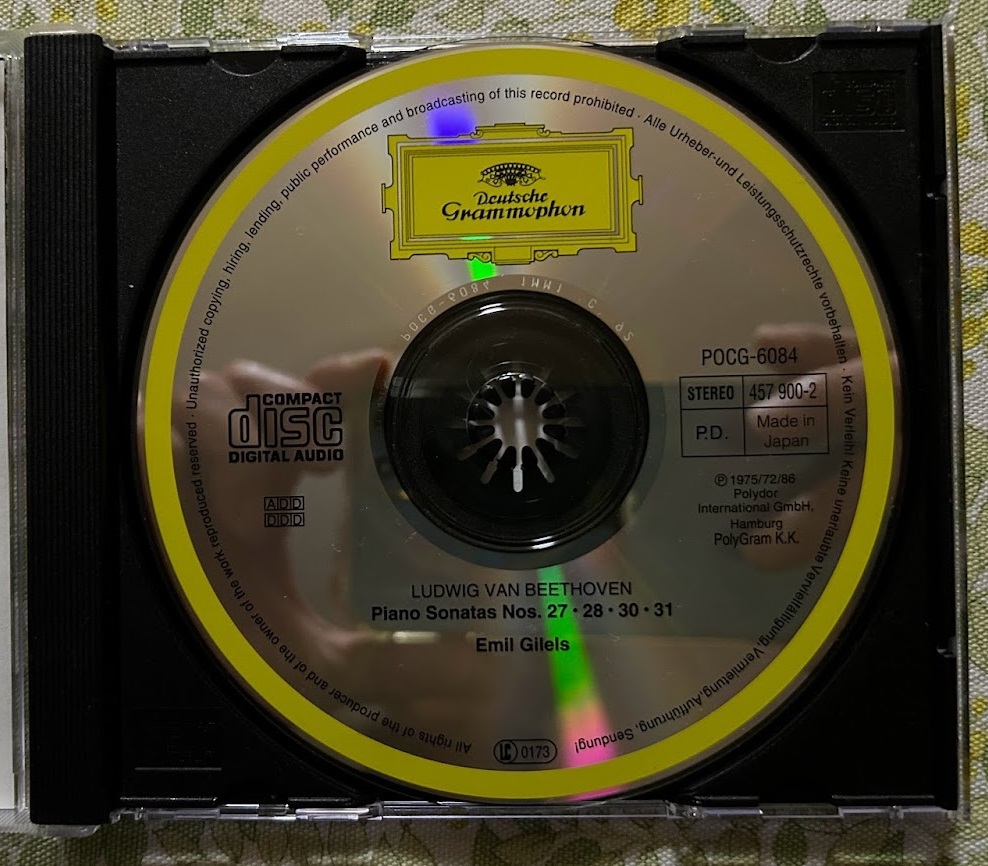 Unauthorized copying, hiring, lending, public performance and broadcasting of this record prohibited · Alle Urheber-und Leistungsschutzrechte vorbehalten · Kein Verleih! Keine unerlaubte Vervielfältigung, Vermietung, Aufführung, Sendung!
All rights of the producer and of the owner of the work reproduced reserved ·
Deutsche
Grammophon
POCG-6084 1MM1
POCG-6084
STEREO 457 900-2
P.D. Made in
Japan
COMPACT
disc
DIGITAL AUDIO
ADD
DDD
℗ 1975/72/86
Polydor
International GmbH,
Hamburg
PolyGram K.K.
LUDWIG VAN BEETHOVEN
Piano Sonatas Nos. 27 · 28 · 30 · 31
Emil Gilels
LC 0173